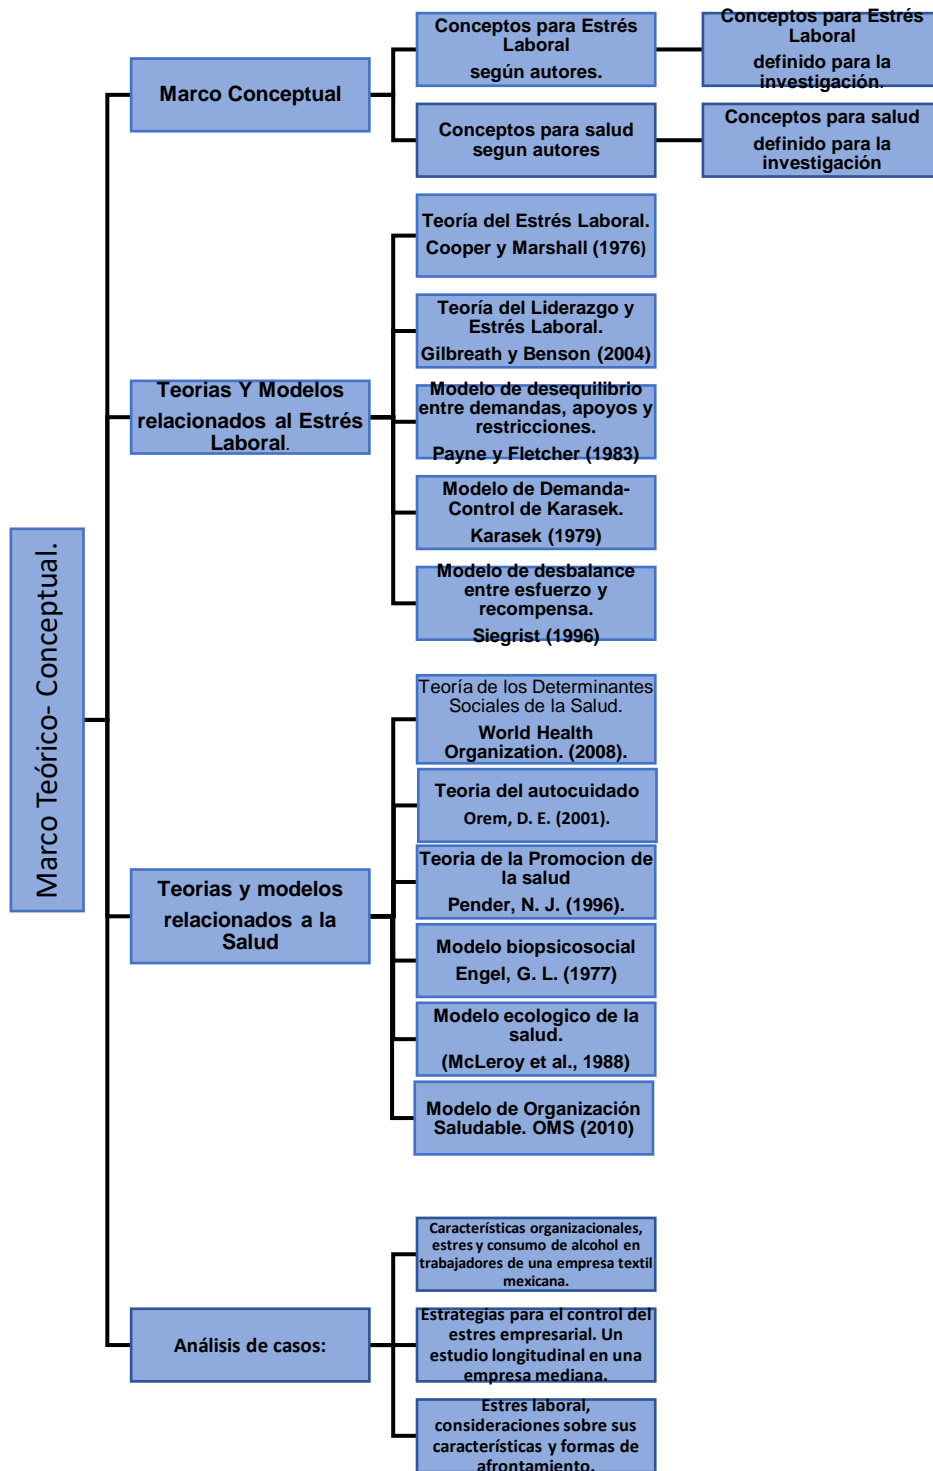 Marco Teórico- Conceptual.
Marco Conceptual
Conceptos para Estrés
Laboral
según autores.
Conceptos para Estrés
Laboral
definido para la
investigación.
Conceptos para salud
segun autores
Conceptos para salud
definido para la
investigación
Teorias Y Modelos
relacionados al Estrés
Laboral.
Teoría del Estrés Laboral.
Cooper y Marshall (1976)
Teoría del Liderazgo y
Estrés Laboral.
Gilbreath y Benson (2004)
Modelo de desequilibrio
entre demandas, apoyos y
restricciones.
Payne y Fletcher (1983)
Modelo de Demanda-
Control de Karasek.
Karasek (1979)
Modelo de desbalance
entre esfuerzo y
recompensa.
Siegrist (1996)
Teorias y modelos
relacionados a la
Salud
Teoría de los Determinantes
Sociales de la Salud.
World Health
Organization. (2008).
Teoria del autocuidado
Orem, D. E. (2001).
Teoria de la Promocion de
la salud
Pender, N. J. (1996).
Modelo biopsicosocial
Engel, G. L. (1977)
Modelo ecologico de la
salud.
(McLeroy et al., 1988)
Modelo de Organización
Saludable. OMS (2010)
Análisis de casos:
Características organizacionales,
estres y consumo de alcohol en
trabajadores de una empresa textil
mexicana.
Estrategias para el control del
estres empresarial. Un
estudio longitudinal en una
empresa mediana.
Estres laboral,
consideraciones sobre sus
características y formas de
afrontamiento.